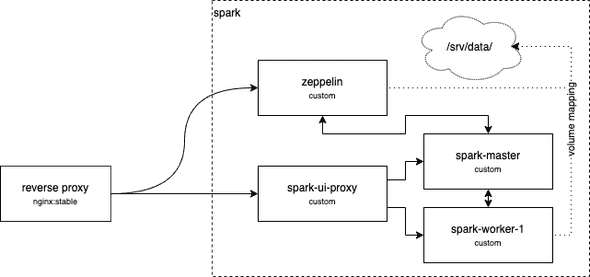 spark
/srv/data/
zeppelin
custom
volume mapping
spark-master
custom
reverse proxy
nginx:stable
spark-ui-proxy
custom
spark-worker-1
custom